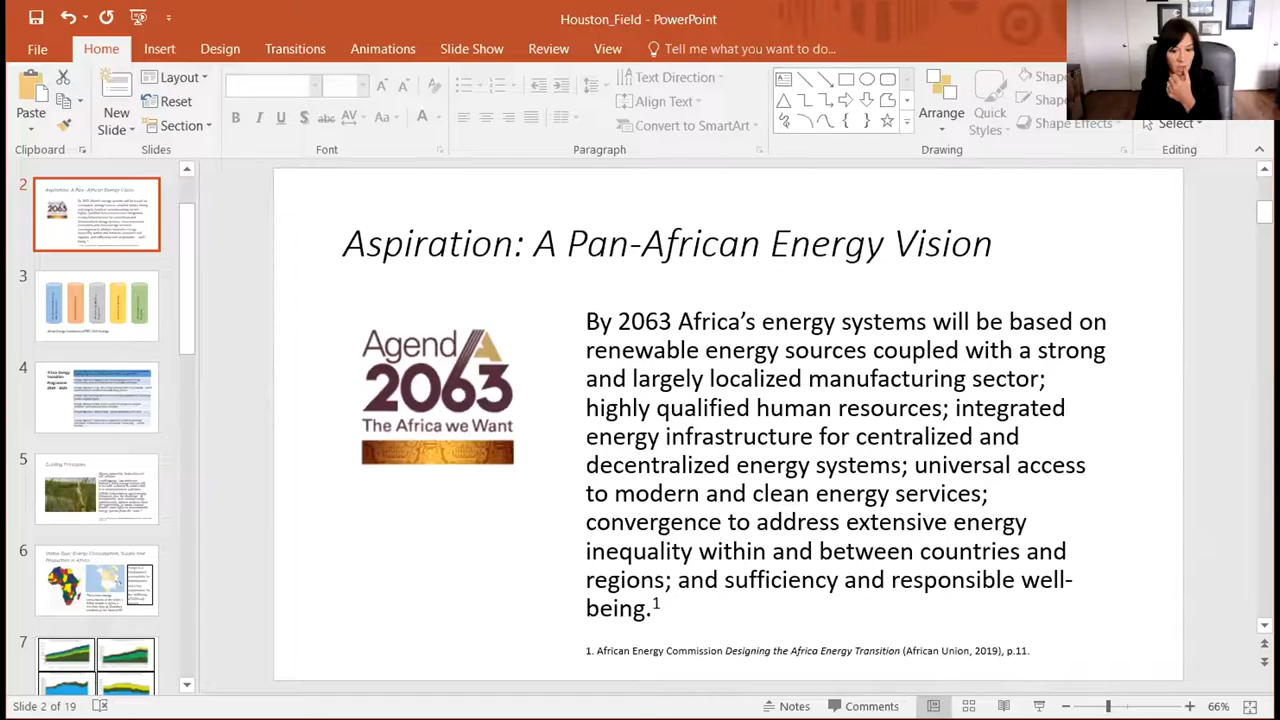 Houston_Field - PowerPoint
File Home Insert Design Transitions Animations Slide Show Review View Tell me what you want to do...
Paste
New Slide
Layout
Reset
Section
Text Direction
Align Text
Convert to SmartArt
Arrange
Quick Styles
Shape Effects
Select
Clipboard Slides Font Paragraph Drawing Editing
2
3
4
5
6
7
Aspiration: A Pan-African Energy Vision
Agenda
2063
The Africa we Want
By 2063 Africa's energy systems will be based on
renewable energy sources coupled with a strong
and largely localized manufacturing sector;
highly qualified human resources; integrated
energy infrastructure for centralized and
decentralized energy systems; universal access
to modern and clean energy services;
convergence to address extensive energy
inequality within and between countries and
regions; and sufficiency and responsible well-
being.1
1. African Energy Commission Designing the Africa Energy Transition (African Union, 2019), p.11.
Slide 2 of 19
Notes Comments 66%